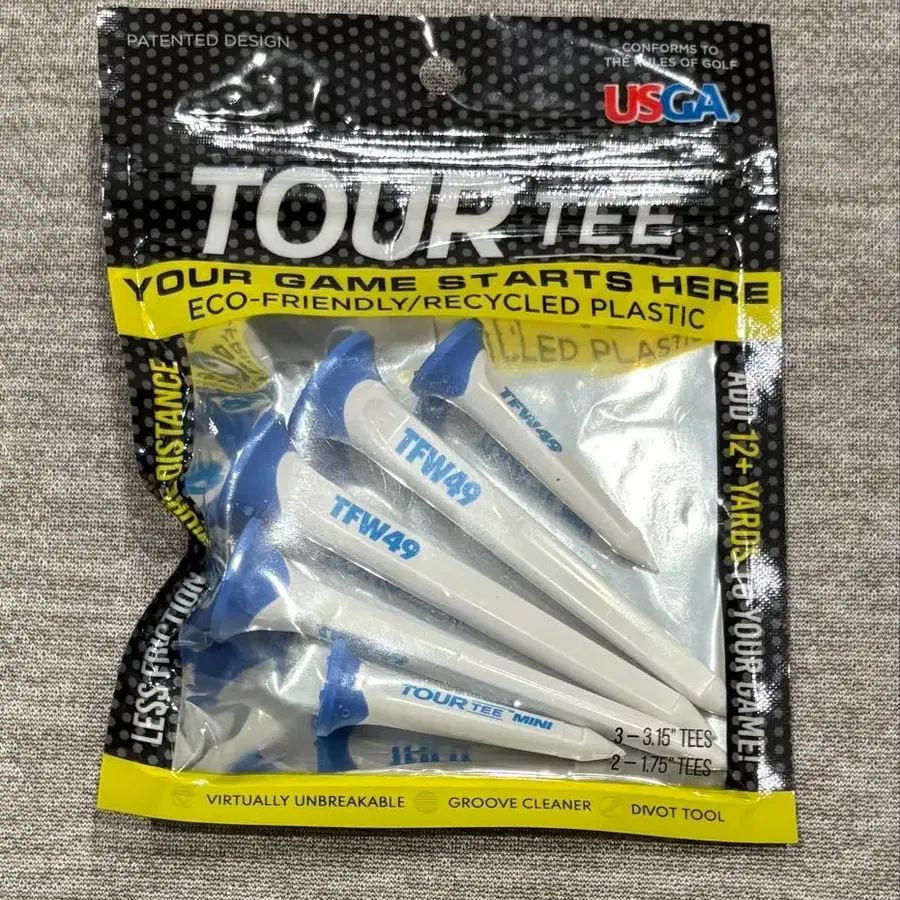 PATENTED DESIGN
CONFORMS TO
THE RULES OF GOLF
USGA
TOUR TEE
YOUR GAME STARTS HERE
ECO-FRIENDLY/RECYCLED PLASTIC
DISTANCE
LESS FRICTION
ADD 12+ YARDS TO YOUR GAME!
TFW49
TFW49
TFW49
TOUR TEE MINI
3 – 3.15" TEES
2 – 1.75" TEES
VIRTUALLY UNBREAKABLE
GROOVE CLEANER
DIVOT TOOL